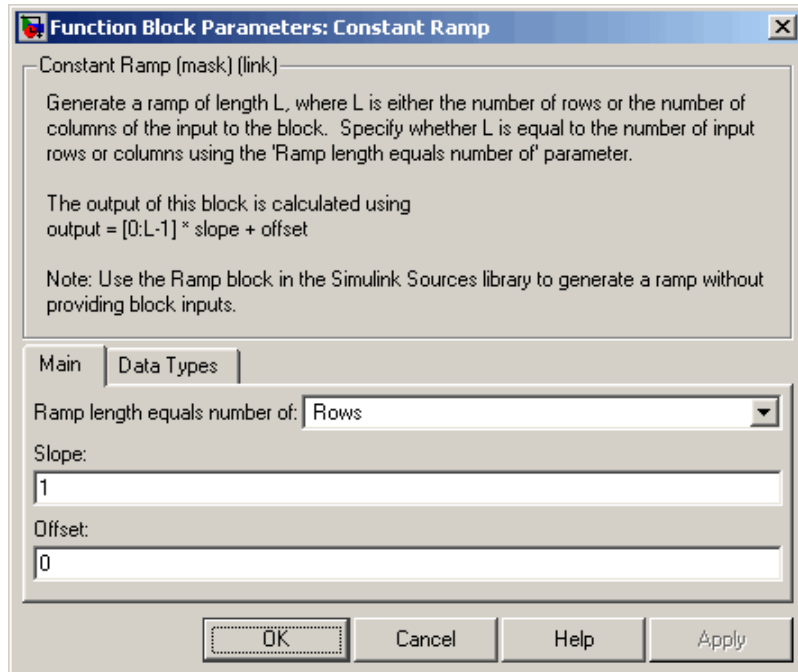 Function Block Parameters: Constant Ramp
Constant Ramp (mask) (link)
Generate a ramp of length L, where L is either the number of rows or the number of
columns of the input to the block.  Specify whether L is equal to the number of input
rows or columns using the 'Ramp length equals number of' parameter.
The output of this block is calculated using
output = [0:L-1] * slope + offset
Note: Use the Ramp block in the Simulink Sources library to generate a ramp without
providing block inputs.
Main Data Types
Ramp length equals number of: Rows
Slope:
1
Offset:
0
OK Cancel Help Apply